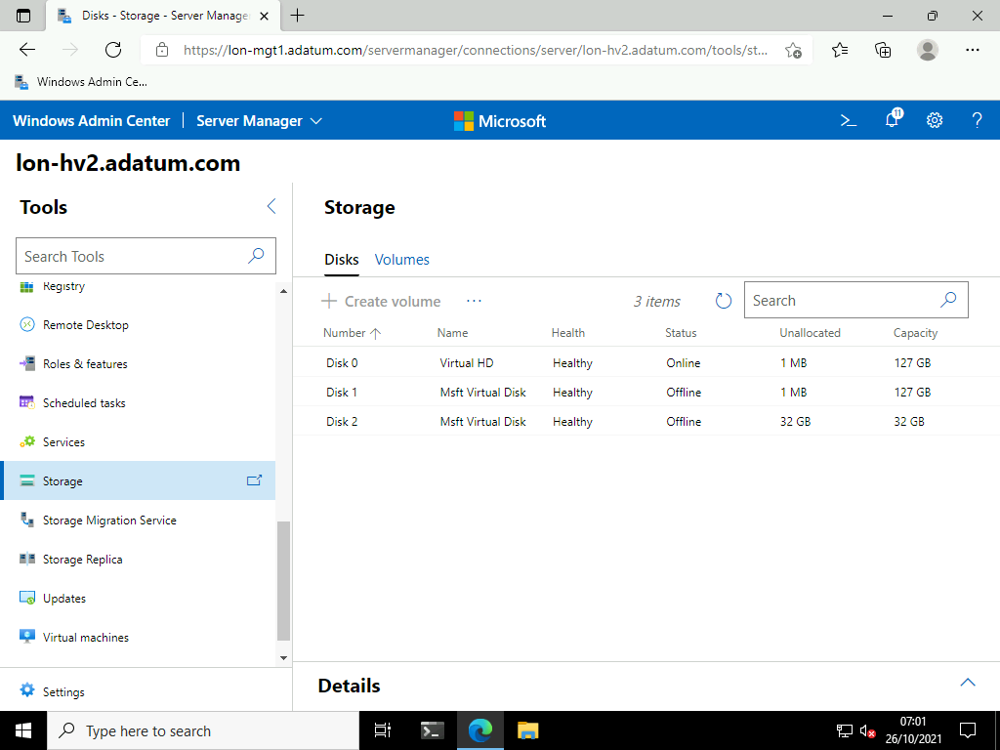 Disks - Storage - Server Manage
https://lon-mgt1.adatum.com/servermanager/connections/server/lon-hv2.adatum.com/tools/st...
Windows Admin Ce...
Windows Admin Center | Server Manager
Microsoft
11
lon-hv2.adatum.com
Tools
Search Tools
Registry
Remote Desktop
Roles & features
Scheduled tasks
Services
Storage
Storage Migration Service
Storage Replica
Updates
Virtual machines
Settings
Storage
Disks Volumes
Create volume ... 3 items Search
Number Name Health Status Unallocated Capacity
Disk 0 Virtual HD Healthy Online 1 MB 127 GB
Disk 1 Msft Virtual Disk Healthy Offline 1 MB 127 GB
Disk 2 Msft Virtual Disk Healthy Offline 32 GB 32 GB
Details
Type here to search
07:01
26/10/2021